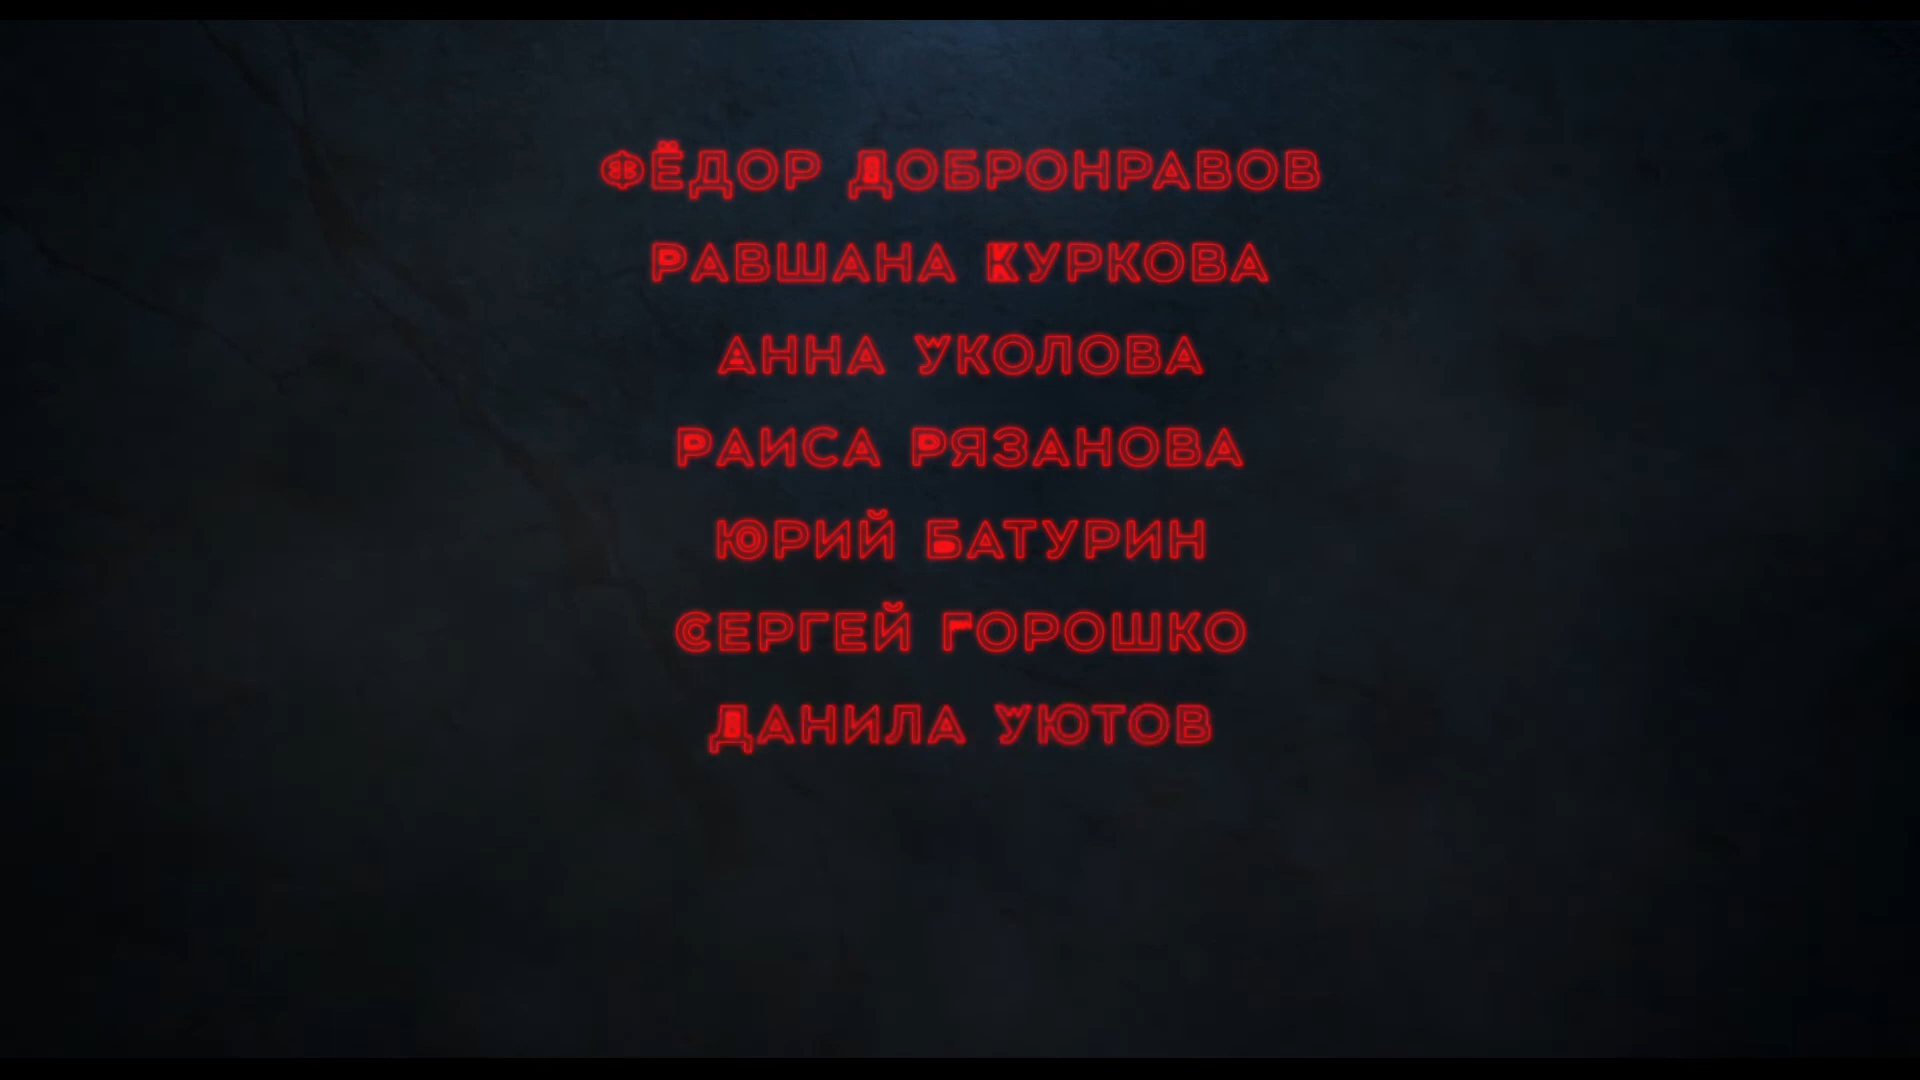 ФЁДОР ДОБРОНРАВОВ
РАВШАНА КУРКОВА
АННА УКОЛОВА
РАИСА РЯЗАНОВА
ЮРИЙ БАТУРИН
СЕРГЕЙ ГОРОШКО
ДАНИЛА УЮТОВ